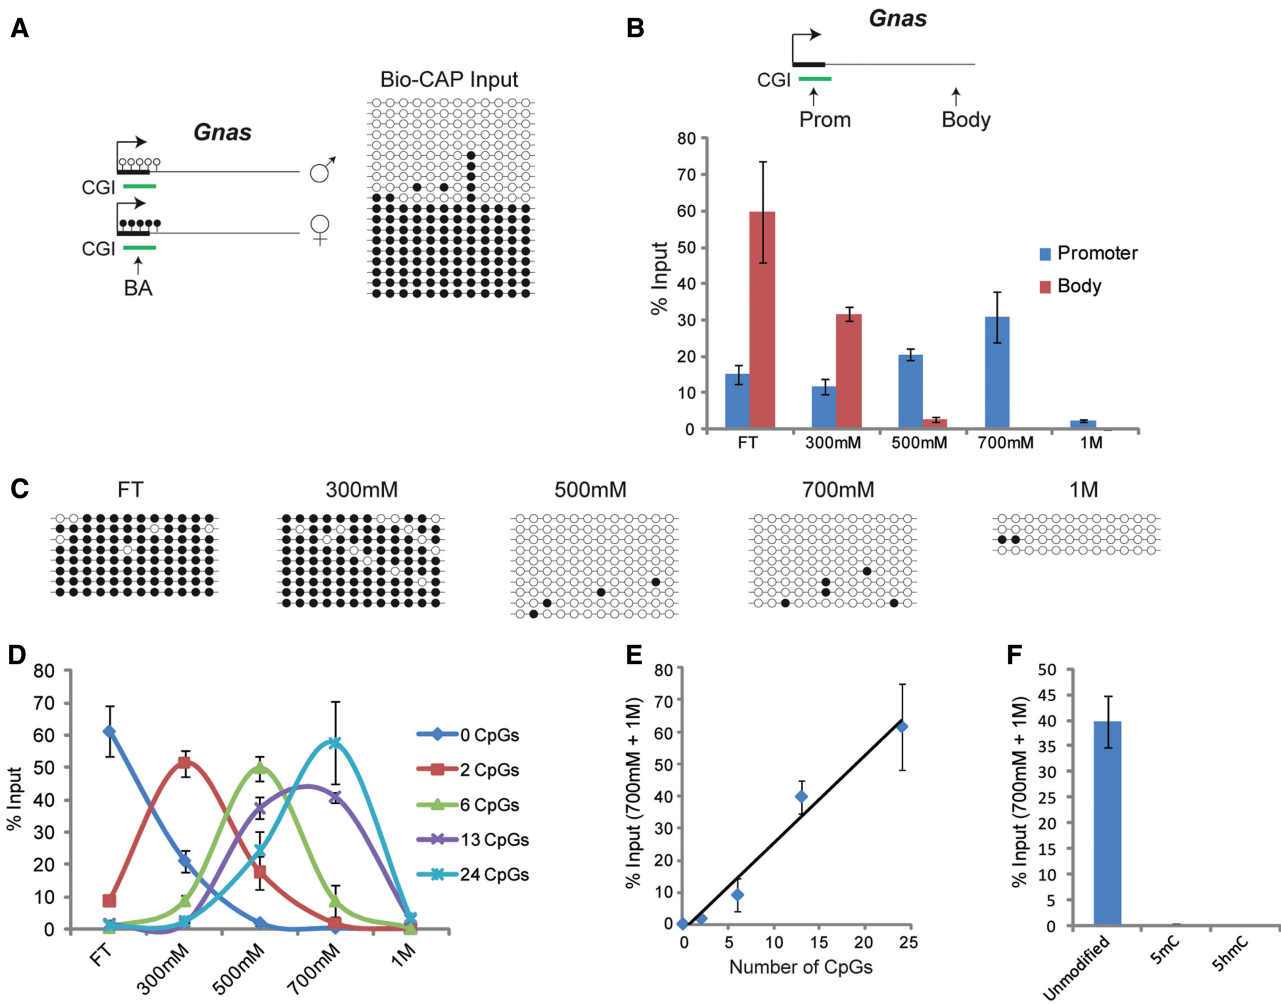 A
Gnas
CGI
CGI
BA
Bio-CAP Input
B
Gnas
CGI
Prom
Body
80
70
60
50
40
30
20
10
0
% Input
FT
300mM
500mM
700mM
1M
Promoter
Body
C
FT
300mM
500mM
700mM
1M
D
80
70
60
50
40
30
20
10
0
% Input
FT
300mM
500mM
700mM
1M
0 CpGs
2 CpGs
6 CpGs
13 CpGs
24 CpGs
E
80
70
60
50
40
30
20
10
0
% Input (700mM + 1M)
0
5
10
15
20
25
Number of CpGs
F
50
45
40
35
30
25
20
15
10
5
0
% Input (700mM + 1M)
Unmodified
5mC
5hmC